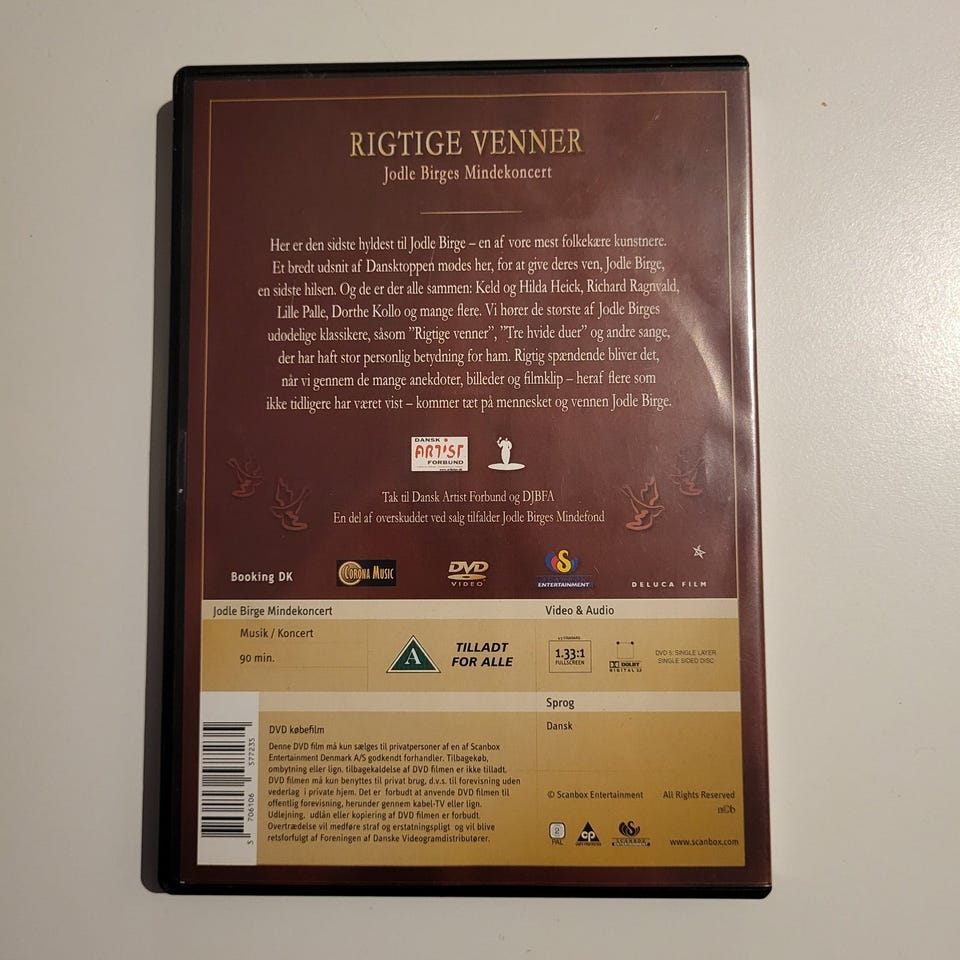 RIGTIGE VENNER
Jodle Birges Mindekoncert
Her er den sidste hyldest til Jodle Birge – en af vore mest folkekære kunstnere.
Et bredt udsnit af Dansktoppen mødes her, for at give deres ven, Jodle Birge,
en sidste hilsen. Og de er der alle sammen: Keld og Hilda Heick, Richard Ragnvald,
Lille Palle, Dorthe Kollo og mange flere. Vi hører de største af Jodle Birges
udødelige klassikere, såsom ”Rigtige venner”, ”Tre hvide duer” og andre sange,
der har haft stor personlig betydning for ham. Rigtig spændende bliver det,
når vi gennem de mange anekdoter, billeder og filmklip – heraf flere som
ikke tidligere har været vist – kommer tæt på mennesket og vennen Jodle Birge.
DANSK
ARTIST
FORBUND
Tak til Dansk Artist Forbund og DJBFA
En del af overskuddet ved salg tilfalder Jodle Birges Mindefond
Booking DK
CORONA MUSIC
DVD
VIDEO
S
ENTERTAINMENT
DELUCA FILM
Jodle Birge Mindekoncert
Video & Audio
Musik / Koncert
90 min.
A
TILLADT
FOR ALLE
1.33:1
FULLSCREEN
DOLBY
DIGITAL 2.0
DVD 5: SINGLE LAYER
SINGLE SIDED DISC
Sprog
Dansk
DVD købefilm
Denne DVD film må kun sælges til privatpersoner af en af Scanbox
Entertainment Denmark A/S godkendt forhandler. Tilbagekøb,
ombytning eller lign. tilbagekaldelse af DVD filmen er ikke tilladt.
DVD filmen må kun benyttes til privat brug, d.v.s. til forevisning uden
vederlag i private hjem. Det er forbudt at anvende DVD filmen til
offentlig forevisning, herunder gennem kabel-TV eller lign.
Udlejning, udlån eller kopiering af DVD filmen er forbudt.
Overtrædelse vil medføre straf og erstatningspligt og vil blive
retsforfulgt af Foreningen af Danske Videogramdistributører.
5 706106 377235
© Scanbox Entertainment
All Rights Reserved
n©b
2
PAL
CP
www.scanbox.com